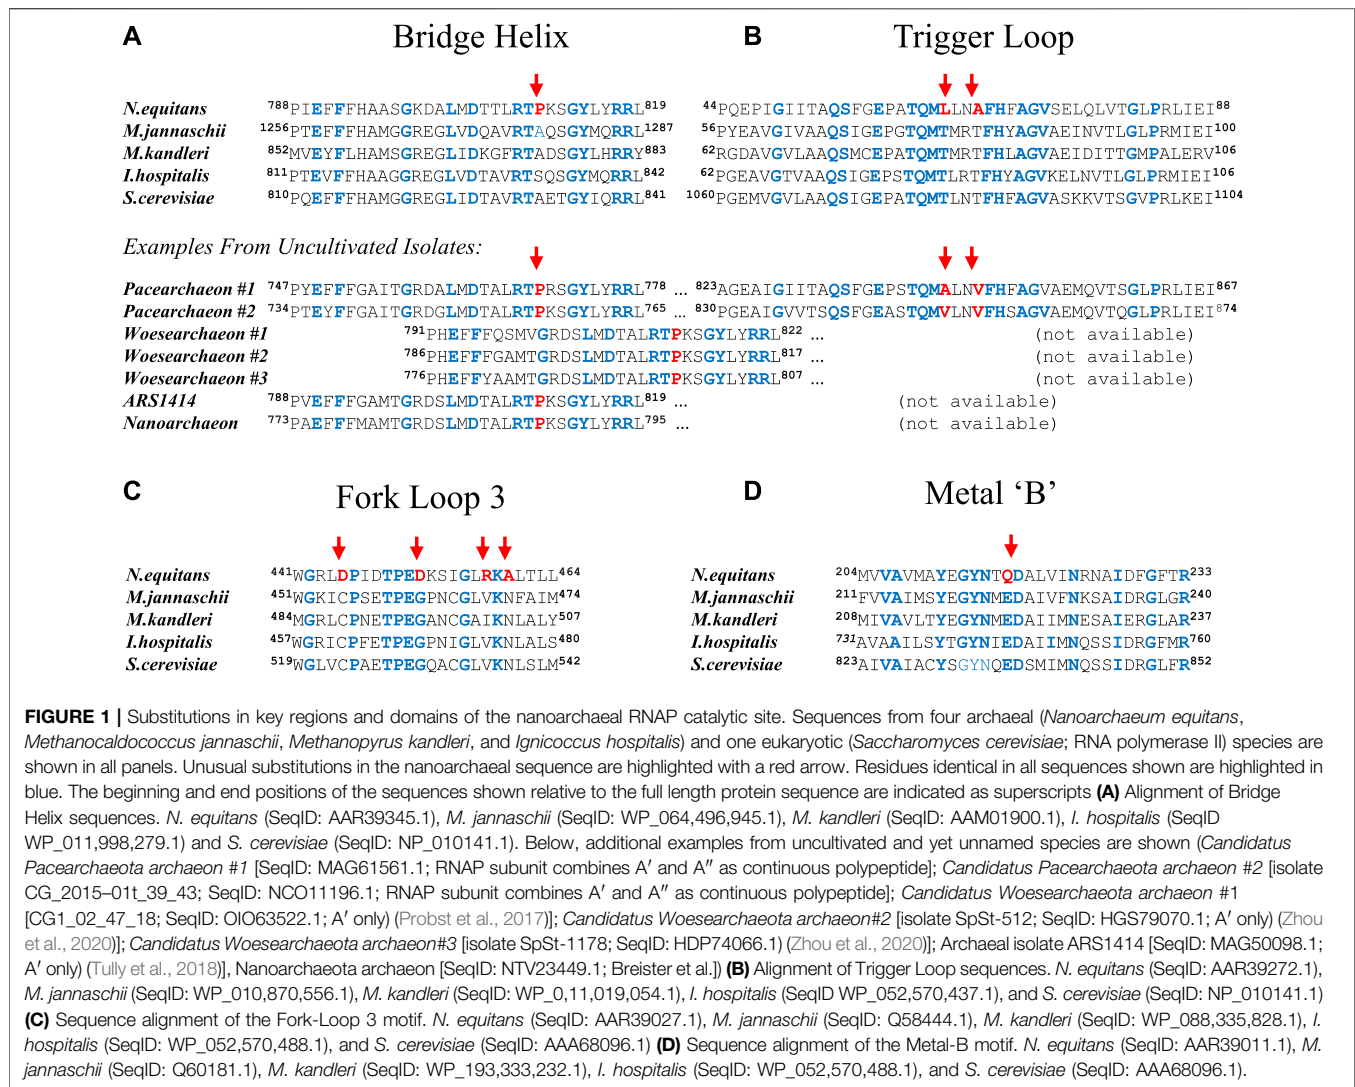 A Bridge Helix B Trigger Loop
N.equitans 788PIEFFFHAASGKDALMDTTLRTPKSGYLYRRL819 44PQEPIGIITAQSFGEPATQMLLNAFHFAGVSELQLVTGLPRLIEI88
M.jannaschii 1256PTEFFFHAMGGREGLVDQAVRTAQSGYMQRRL1287 56PYEAVGIVAAQSIGEPGTQMTMRTFHYAGVAEINVTLGLPRMIEI100
M.kandleri 852MVEYFLHAMSGREGLIDKGFRTADSGYLHRRY883 62RGDAVGVLAAQSMCEPATQMTMRTFHLAGVAEIDITTGMPALERV106
I.hospitalis 811PTEVFFHAAGGREGLVDTAVRTSQSGYMQRRL842 62PGEAVGTVAAQSIGEPSTQMTLRTFHYAGVKELNVTLGLPRMIEI106
S.cerevisiae 810PQEFFFHAMGGREGLIDTAVRTAETGYIQRRL841 1060PGEMVGVLAAQSIGEPATQMTLNTFHFAGVASKKVTSGVPRLKEI1104
Examples From Uncultivated Isolates:
Pacearchaeon #1 747PYEFFFGAITGRDALMDTALRTPRSGYLYRRL778 ... 823AGEAIGIITAQSFGEPSTQMALNVFHFAGVAEMQVTSGLPRLIEI867
Pacearchaeon #2 734PTEYFFGAITGRDALMDTALRTPKSGYLYRRL765 ... 830PGEAIGVVTAQSFGEASTQMVLNVFHSAGVAEMQVTQGLPRLIEI874
Woesearchaeon #1 791PHEFFFQSMVGRDSLMDTALRTPKSGYLYRRL822 ... (not available)
Woesearchaeon #2 786PHEFFFGAMTGRDSLMDTALRTPKSGYLYRRL817 ... (not available)
Woesearchaeon #3 776PHEFFYAAMTGRDSLMDTALRTPKSGYLYRRL807 ... (not available)
ARS1414 788PVEFFFGAMTGRDSLMDTALRTPKSGYLYRRL819 ... (not available)
Nanoarchaeon 773PAEFFFMAMTGRDSLMDTALRTPKSGYLYRRL795 ... (not available)
C Fork Loop 3 D Metal ‘B’
N.equitans 441WGRLDPIDTPEDKSIGLRKALTLL464 204MVVAVMAYEGYNTQDALVINRNAIDFGFTR233
M.jannaschii 451WGKICPSETPEGPNCGLVKNFAIM474 211FVVAIMSYEGYNMEDAIVFNKSAIDRGLGR240
M.kandleri 484MGRLCPNETPEGANCGAIKNLALY507 208MIVAVLTYEGYNMEDAIIMNESAIERGLAR237
I.hospitalis 457WGRICPFETPEGPNIGLVKNLALS480 731AVAAILSYTGYNIEDAIIMNQSSIDRGFMR760
S.cerevisiae 519WGLVCPAETPEGQACGLVKNLSLM542 823AIVAIACYSGYNQEDSMIMNQSSIDRGLFR852
FIGURE 1 | Substitutions in key regions and domains of the nanoarchaeal RNAP catalytic site. Sequences from four archaeal (Nanoarchaeum equitans,
Methanocaldococcus jannaschii, Methanopyrus kandleri, and Ignicoccus hospitalis) and one eukaryotic (Saccharomyces cerevisiae; RNA polymerase II) species are
shown in all panels. Unusual substitutions in the nanoarchaeal sequence are highlighted with a red arrow. Residues identical in all sequences shown are highlighted in
blue. The beginning and end positions of the sequences shown relative to the full length protein sequence are indicated as superscripts (A) Alignment of Bridge
Helix sequences. N. equitans (SeqID: AAR39345.1), M. jannaschii (SeqID: WP_064,496,945.1), M. kandleri (SeqID: AAM01900.1), I. hospitalis (SeqID
WP_011,998,279.1) and S. cerevisiae (SeqID: NP_010141.1). Below, additional examples from uncultivated and yet unnamed species are shown (Candidatus
Pacearchaeota archaeon #1 [SeqID: MAG61561.1; RNAP subunit combines A′ and A″ as continuous polypeptide]; Candidatus Pacearchaeota archaeon #2 [isolate
CG_2015–01t_39_43; SeqID: NCO11196.1; RNAP subunit combines A′ and A″ as continuous polypeptide]; Candidatus Woesearchaeota archaeon #1
[CG1_02_47_18; SeqID: OIO63522.1; A′ only) (Probst et al., 2017)]; Candidatus Woesearchaeota archaeon#2 [isolate SpSt-512; SeqID: HGS79070.1; A′ only) (Zhou
et al., 2020)]; Candidatus Woesearchaeota archaeon#3 [isolate SpSt-1178; SeqID: HDP74066.1) (Zhou et al., 2020)]; Archaeal isolate ARS1414 [SeqID: MAG50098.1;
A′ only) (Tully et al., 2018)], Nanoarchaeota archaeon [SeqID: NTV23449.1; Breister et al.]) (B) Alignment of Trigger Loop sequences. N. equitans (SeqID: AAR39272.1),
M. jannaschii (SeqID: WP_010,870,556.1), M. kandleri (SeqID: WP_0,11,019,054.1), I. hospitalis (SeqID WP_052,570,437.1), and S. cerevisiae (SeqID: NP_010141.1)
(C) Sequence alignment of the Fork-Loop 3 motif. N. equitans (SeqID: AAR39027.1), M. jannaschii (SeqID: Q58444.1), M. kandleri (SeqID: WP_088,335,828.1), I.
hospitalis (SeqID: WP_052,570,488.1), and S. cerevisiae (SeqID: AAA68096.1) (D) Sequence alignment of the Metal-B motif. N. equitans (SeqID: AAR39011.1), M.
jannaschii (SeqID: Q60181.1), M. kandleri (SeqID: WP_193,333,232.1), I. hospitalis (SeqID: WP_052,570,488.1), and S. cerevisiae (SeqID: AAA68096.1).